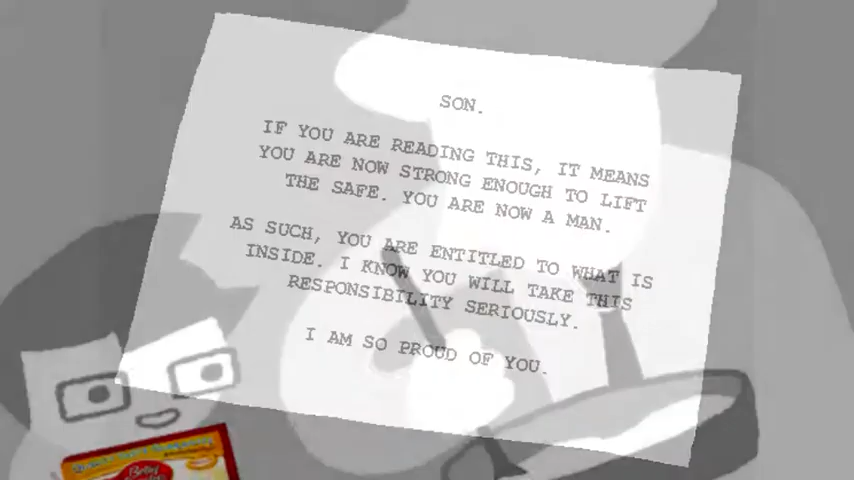 SON.
IF YOU ARE READING THIS, IT MEANS
YOU ARE NOW STRONG ENOUGH TO LIFT
THE SAFE. YOU ARE NOW A MAN.
AS SUCH, YOU ARE ENTITLED TO WHAT IS
INSIDE. I KNOW YOU WILL TAKE THIS
RESPONSIBILITY SERIOUSLY.
I AM SO PROUD OF YOU.
Betty